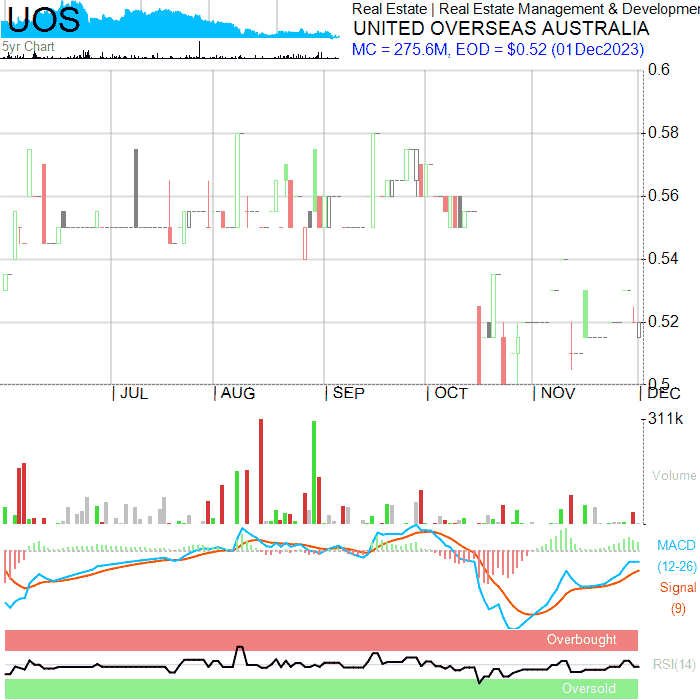 UOS
5yr Chart
Real Estate | Real Estate Management & Developmen
UNITED OVERSEAS AUSTRALIA
MC = 275.6M, EOD = $0.52 (01Dec2023)
0.6
0.58
0.56
0.54
0.52
0.5
JUL
AUG
SEP
OCT
NOV
DEC
311k
Volume
MACD
(12-26)
Signal
(9)
Overbought
RSI(14)
Oversold